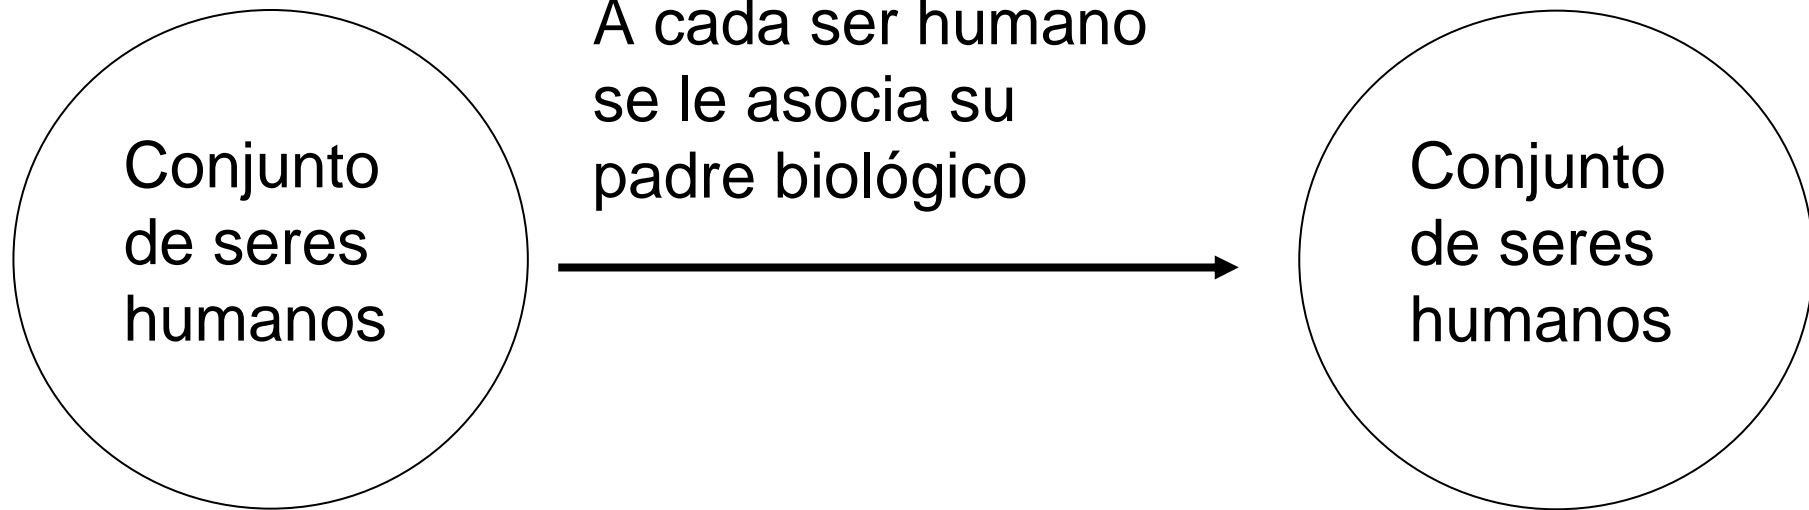 Conjunto
de seres
humanos
A cada ser humano
se le asocia su
padre biológico
Conjunto
de seres
humanos